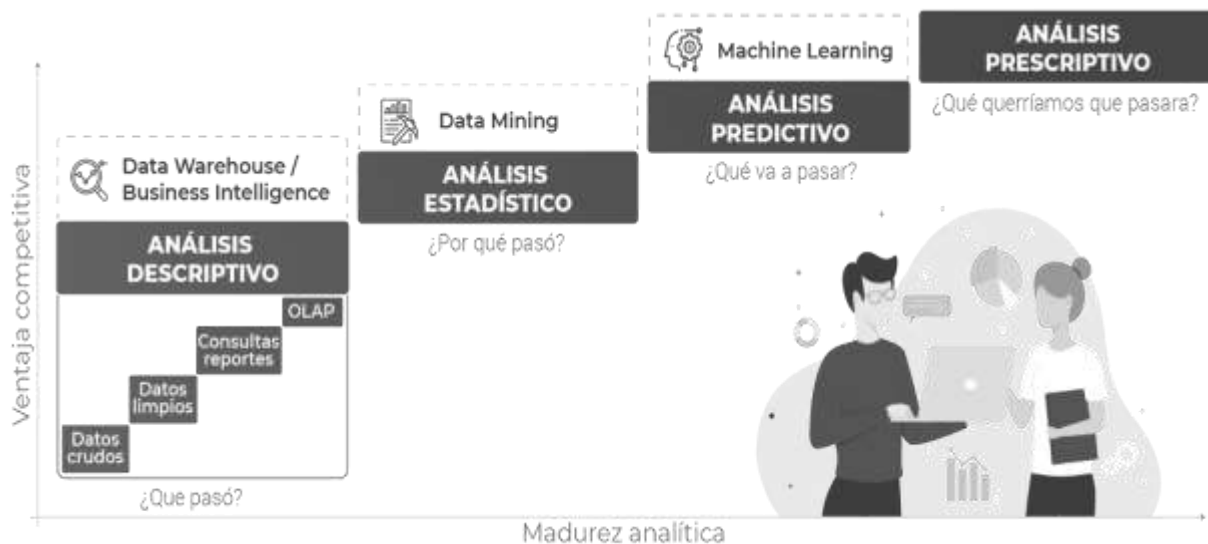 Ventaja competitiva
Data Warehouse /
Business Intelligence
ANÁLISIS
DESCRIPTIVO
OLAP
Consultas
reportes
Datos
limpios
Datos
crudos
¿Que pasó?
Data Mining
ANÁLISIS
ESTADÍSTICO
¿Por qué pasó?
Machine Learning
ANÁLISIS
PREDICTIVO
¿Qué va a pasar?
ANÁLISIS
PRESCRIPTIVO
¿Qué querríamos que pasara?
Madurez analítica